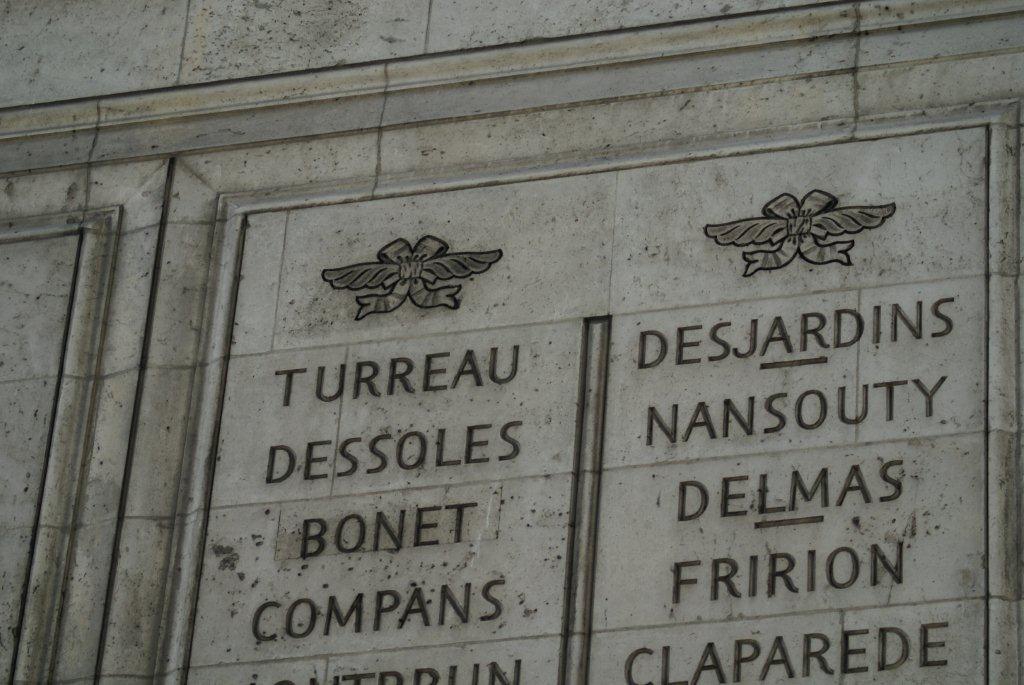 TURREAU
DESSOLES
BONET
COMPANS
DESJARDINS
NANSOUTY
DELMAS
FRIRION
CLAPAREDE